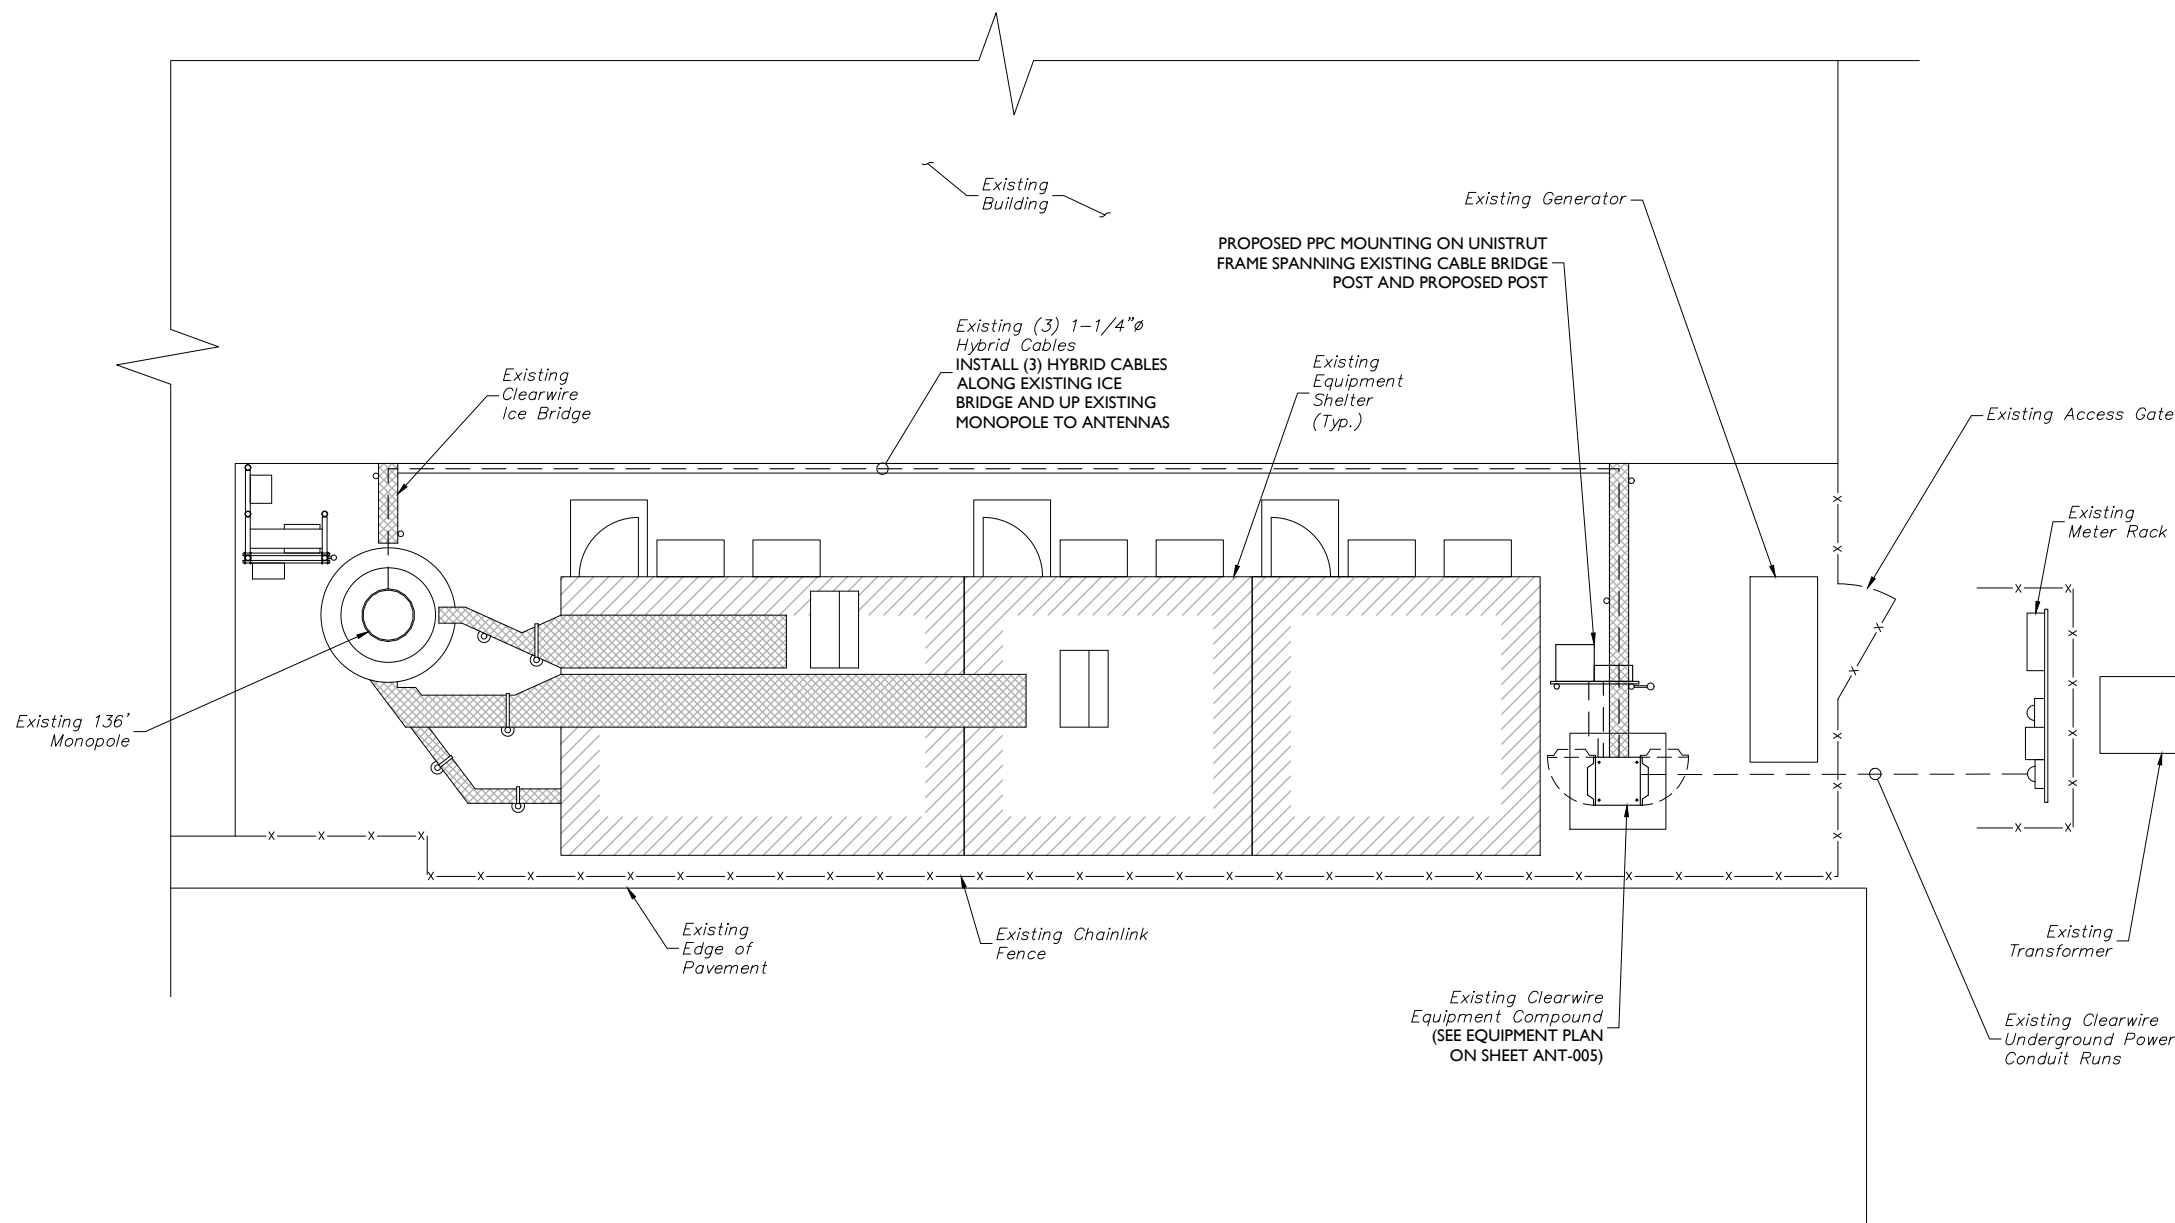 Existing
Building
Existing Generator
PROPOSED PPC MOUNTING ON UNISTRUT
FRAME SPANNING EXISTING CABLE BRIDGE
POST AND PROPOSED POST
Existing (3) 1-1/4"ø
Hybrid Cables
INSTALL (3) HYBRID CABLES
ALONG EXISTING ICE
BRIDGE AND UP EXISTING
MONOPOLE TO ANTENNAS
Existing
Equipment
Shelter
(Typ.)
Existing
Clearwire
Ice Bridge
Existing Access Gate
Existing
Meter Rack
Existing 136'
Monopole
Existing
Edge of
Pavement
Existing Chainlink
Fence
Existing
Transformer
Existing Clearwire
Equipment Compound
(SEE EQUIPMENT PLAN
ON SHEET ANT-005)
Existing Clearwire
Underground Power
Conduit Runs